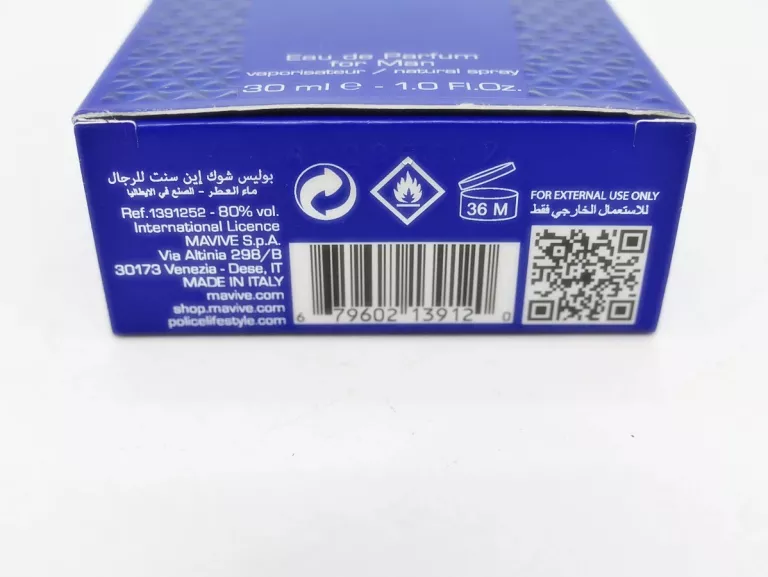 Eau de Parfum
for Man
vaporisateur / natural spray
30 ml e - 1.0 Fl.Oz.
بوليس شوك إين سنت للرجال
ماء العطر - الصنع في الايطاليا
Ref.1391252 - 80% vol.
International Licence
MAVIVE S.p.A.
Via Altinia 298/B
30173 Venezia - Dese, IT
MADE IN ITALY
mavive.com
shop.mavive.com
policelifestyle.com
36 M
6 79602 13912 0
FOR EXTERNAL USE ONLY
للاستعمال الخارجي فقط